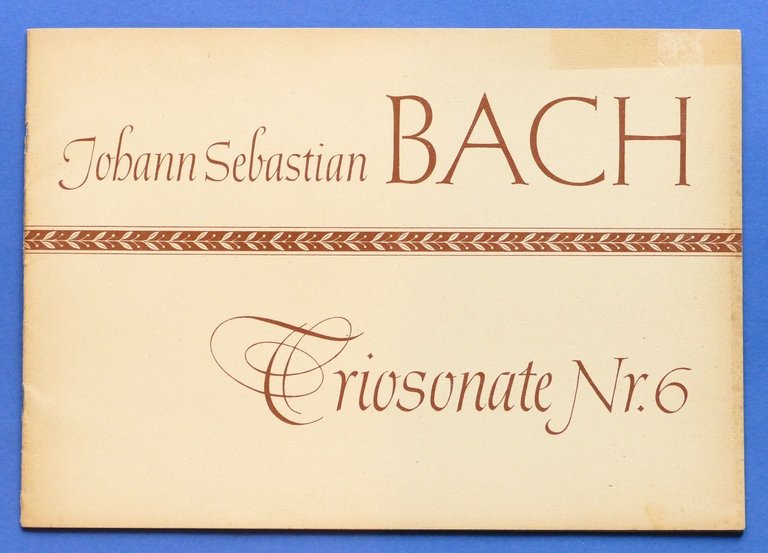 Johann Sebastian BACH
Triosonate Nr. 6